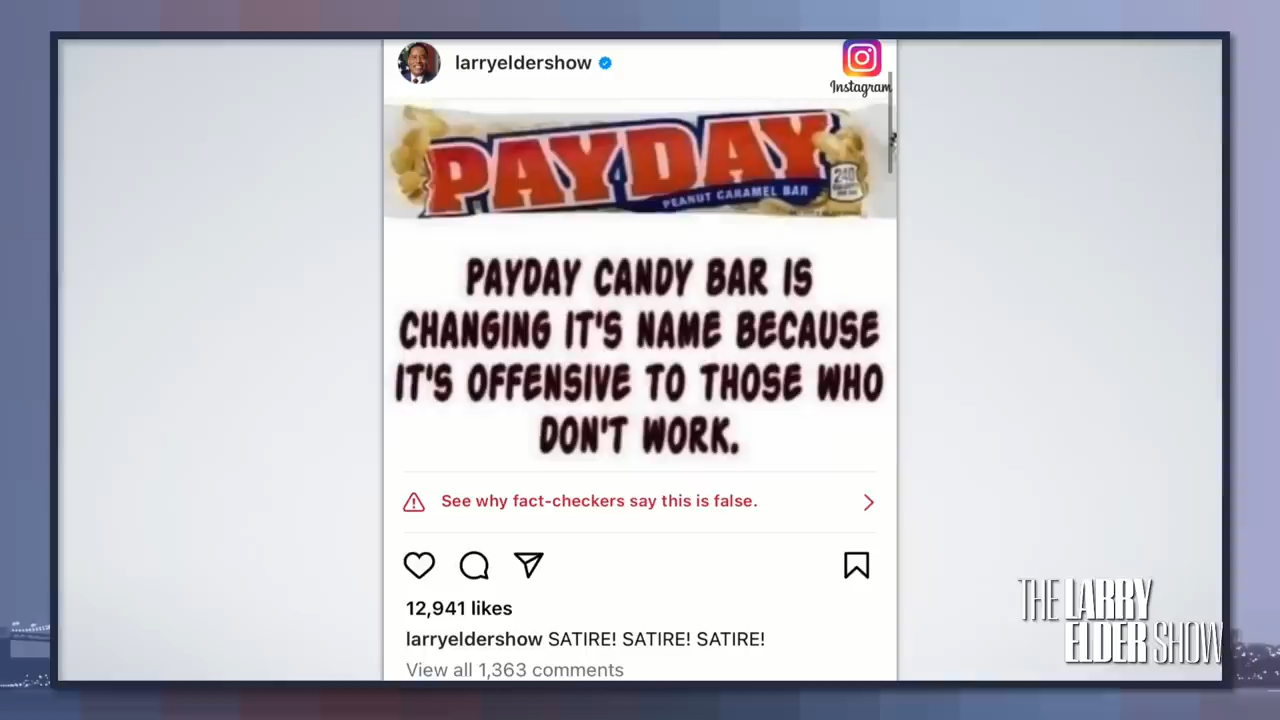 larryeldershow
Instagram
PAYDAY
PEANUT CARAMEL BAR
240
PAYDAY CANDY BAR IS
CHANGING IT'S NAME BECAUSE
IT'S OFFENSIVE TO THOSE WHO
DON'T WORK.
See why fact-checkers say this is false.
12,941 likes
larryeldershow SATIRE! SATIRE! SATIRE!
View all 1,363 comments
THE LARRY
ELDER SHOW